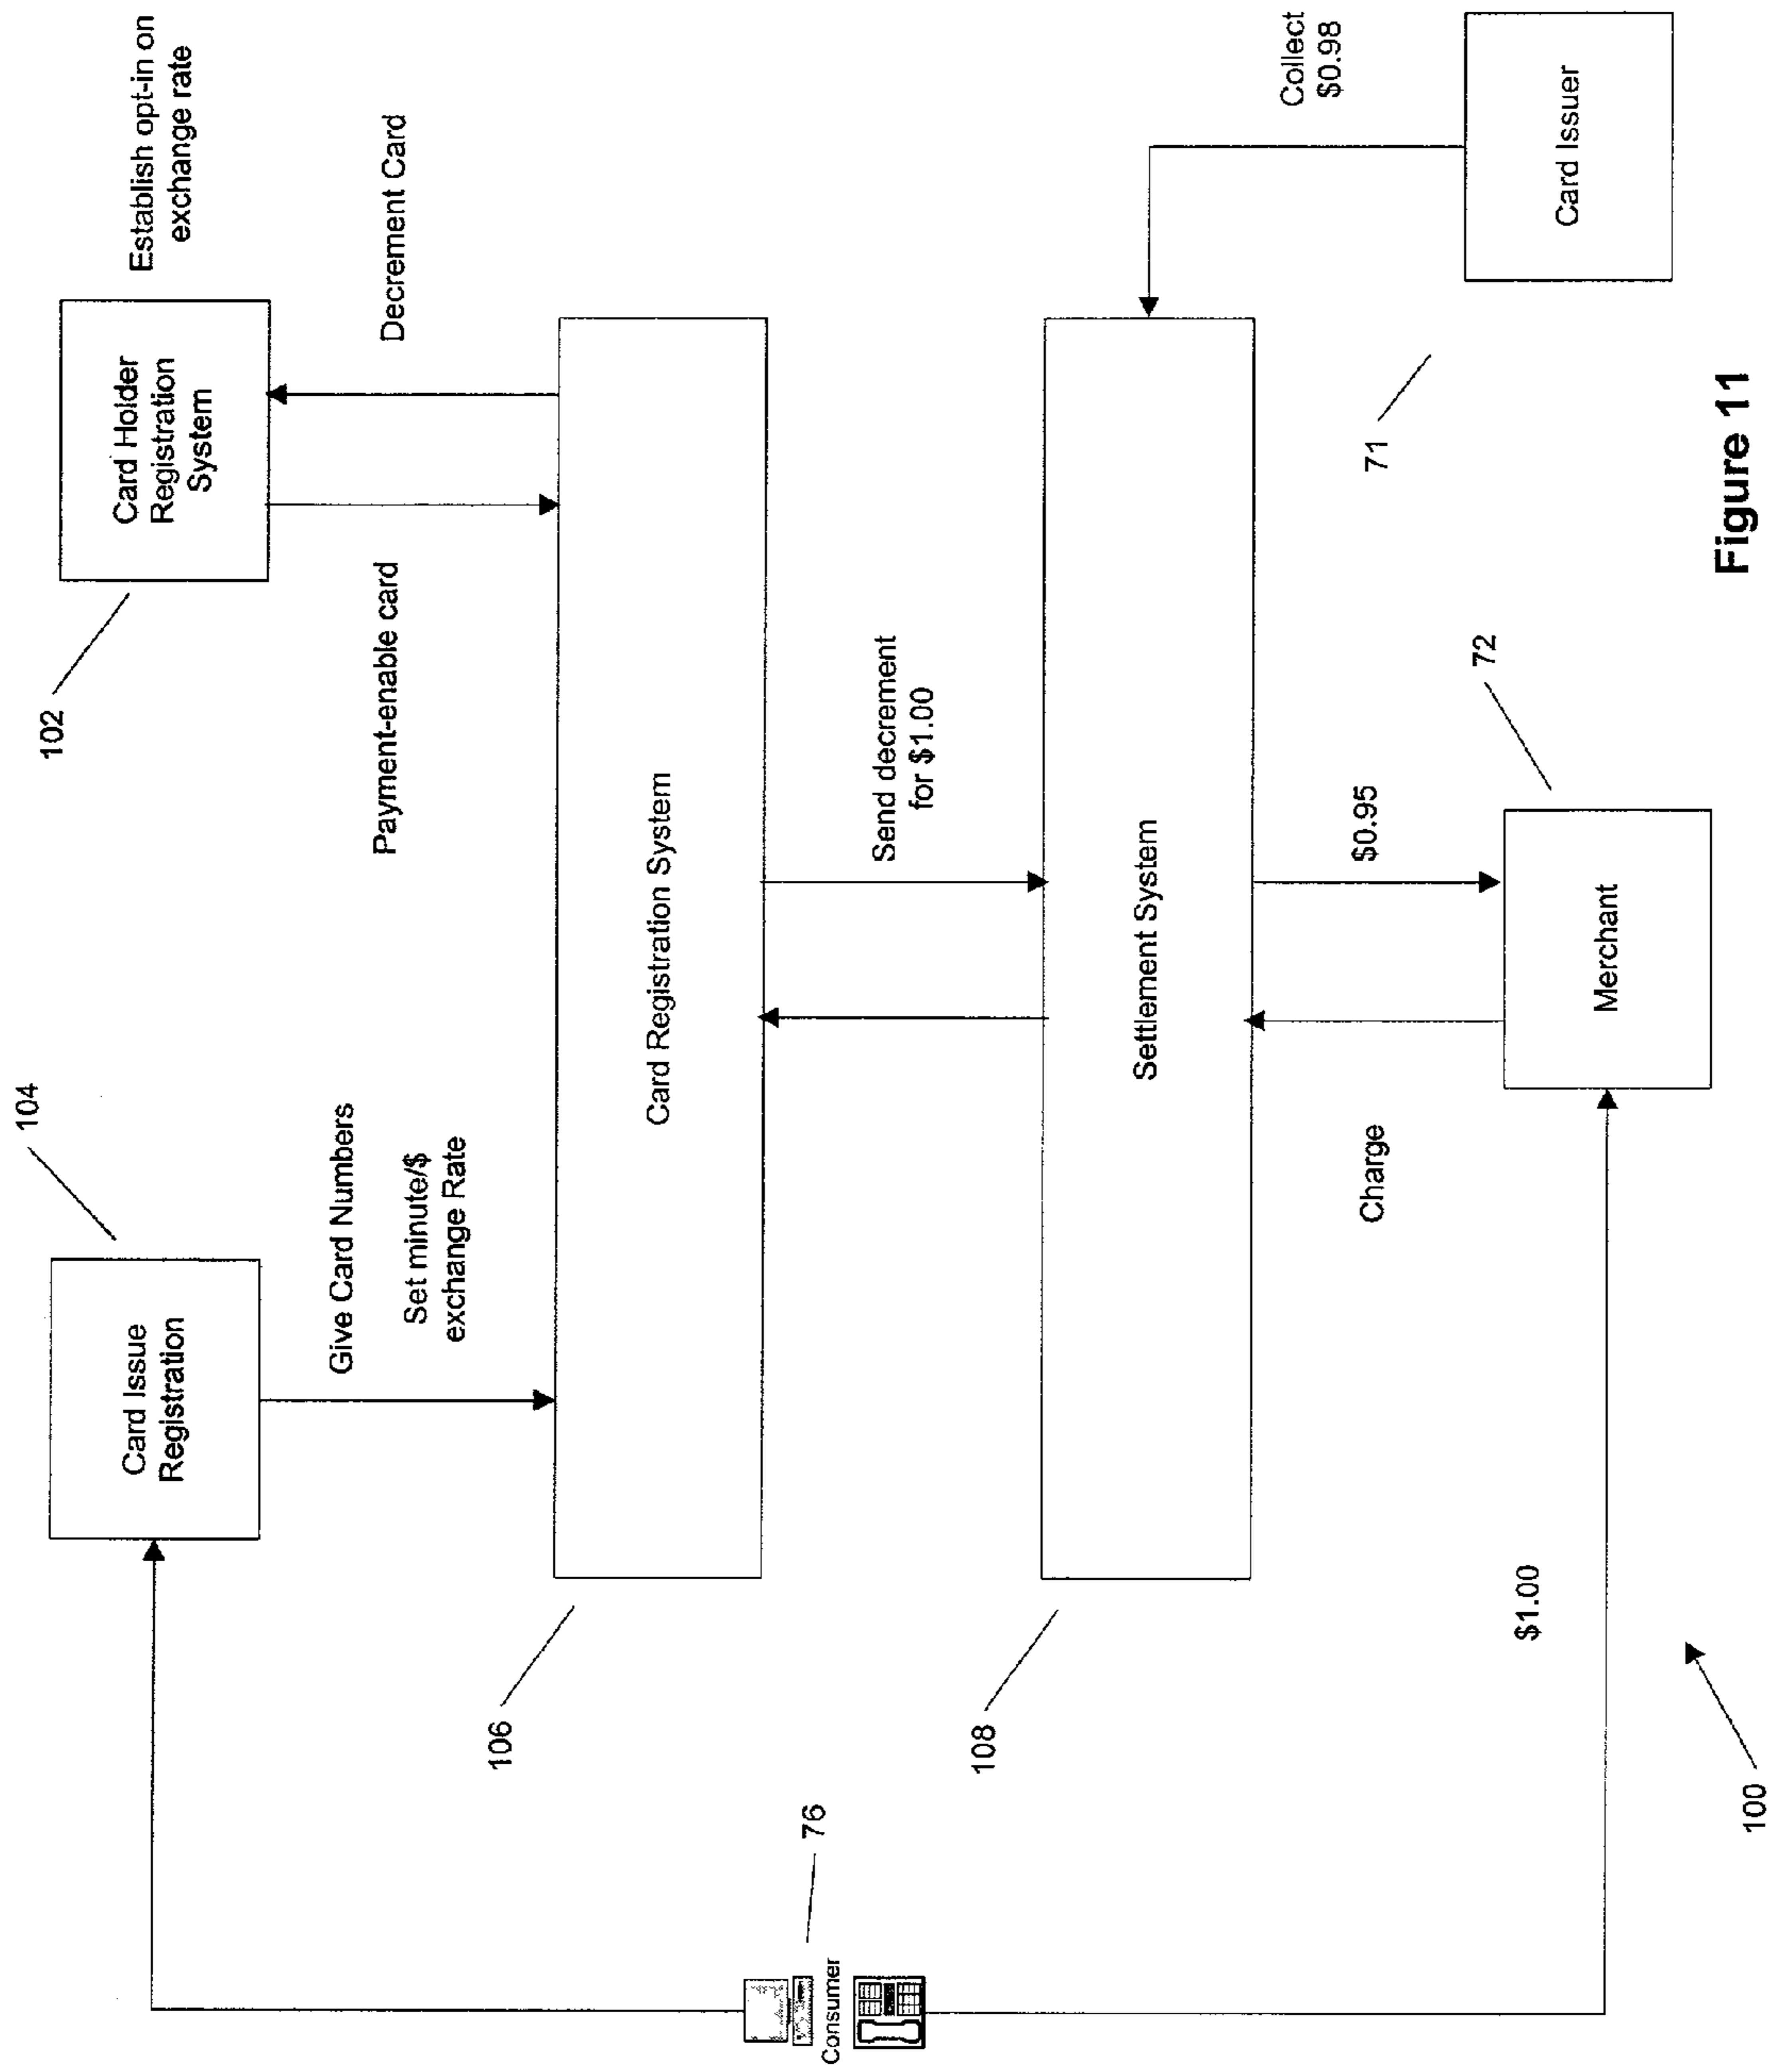 104
Card Issue
Registration
Give Card Numbers
Set minute/$
exchange Rate
102
Card Holder
Registration
System
Establish opt-in on
exchange rate
Payment-enable card
Decrement Card
106
Card Registration System
Send decrement
for $1.00
76
Consumer
108
Settlement System
Collect
$0.98
Charge
$0.95
72
71
$1.00
Merchant
Card Issuer
100
Figure 11